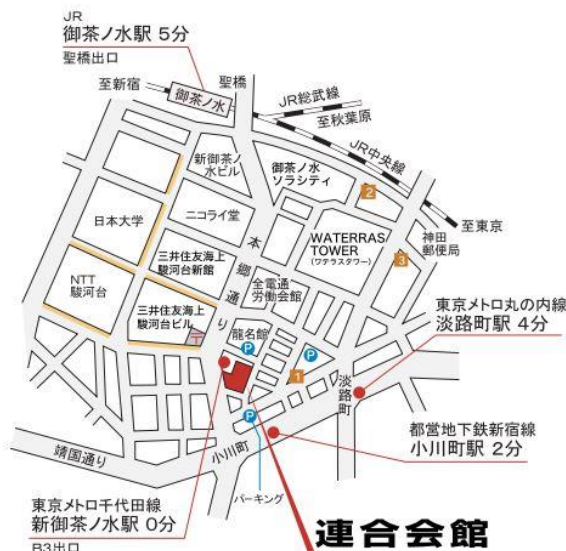 JR
御茶ノ水駅 5分
聖橋出口
至新宿
御茶ノ水
聖橋
JR総武線
至秋葉原
JR中央線
新御茶ノ
水ビル
御茶ノ水
ソラシティ
2
日本大学
ニコライ堂
本郷通り
WATERRAS
TOWER
(ワテラスタワー)
至東京
神田
郵便局
3
三井住友海上
駿河台新館
全電通
労働会館
NTT
駿河台
三井住友海上
駿河台ビル
〒
龍名館
P
P
1
東京メトロ丸の内線
淡路町駅 4分
淡路町
P
都営地下鉄新宿線
小川町駅 2分
靖国通り
小川町
パーキング
東京メトロ千代田線
新御茶ノ水駅 0分
B3出口
連合会館